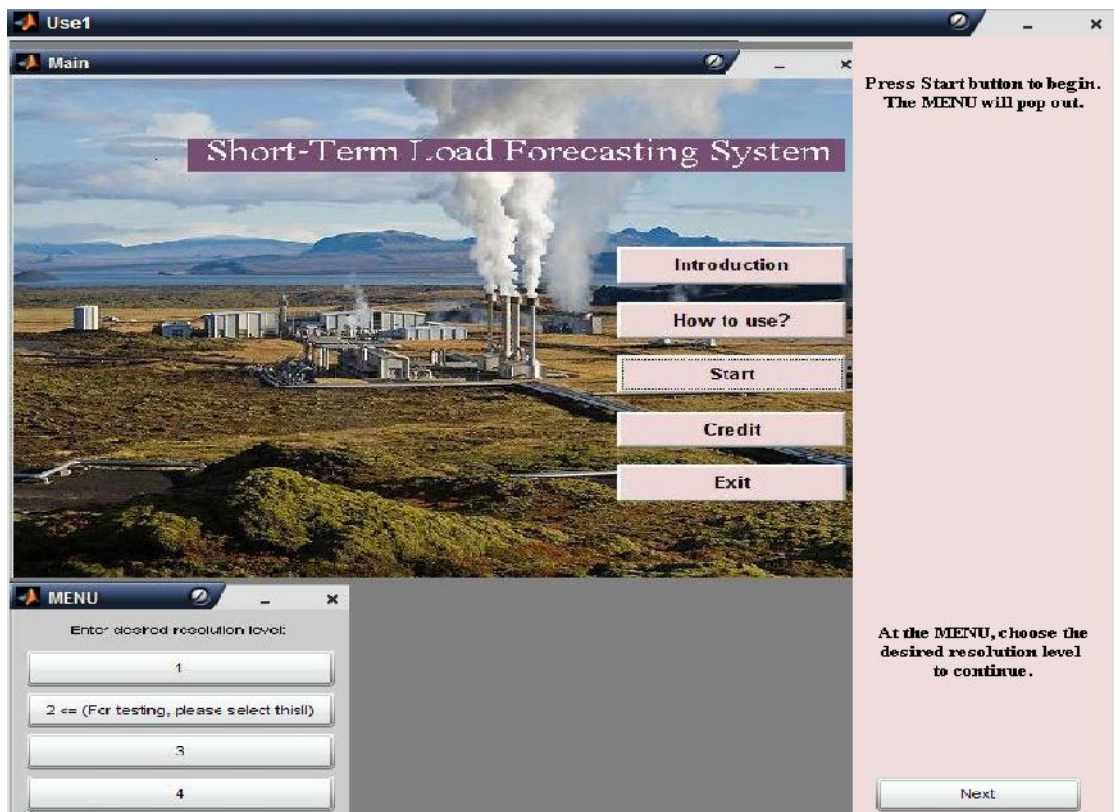 Use1
Main
Press Start button to begin.
The MENU will pop out.
Short-Term Load Forecasting System
Introduction
How to use?
Start
Credit
Exit
MENU
Enter desired resolution level:
1
2 <= (For testing, please select this!!)
3
4
At the MENU, choose the
desired resolution level
to continue.
Next